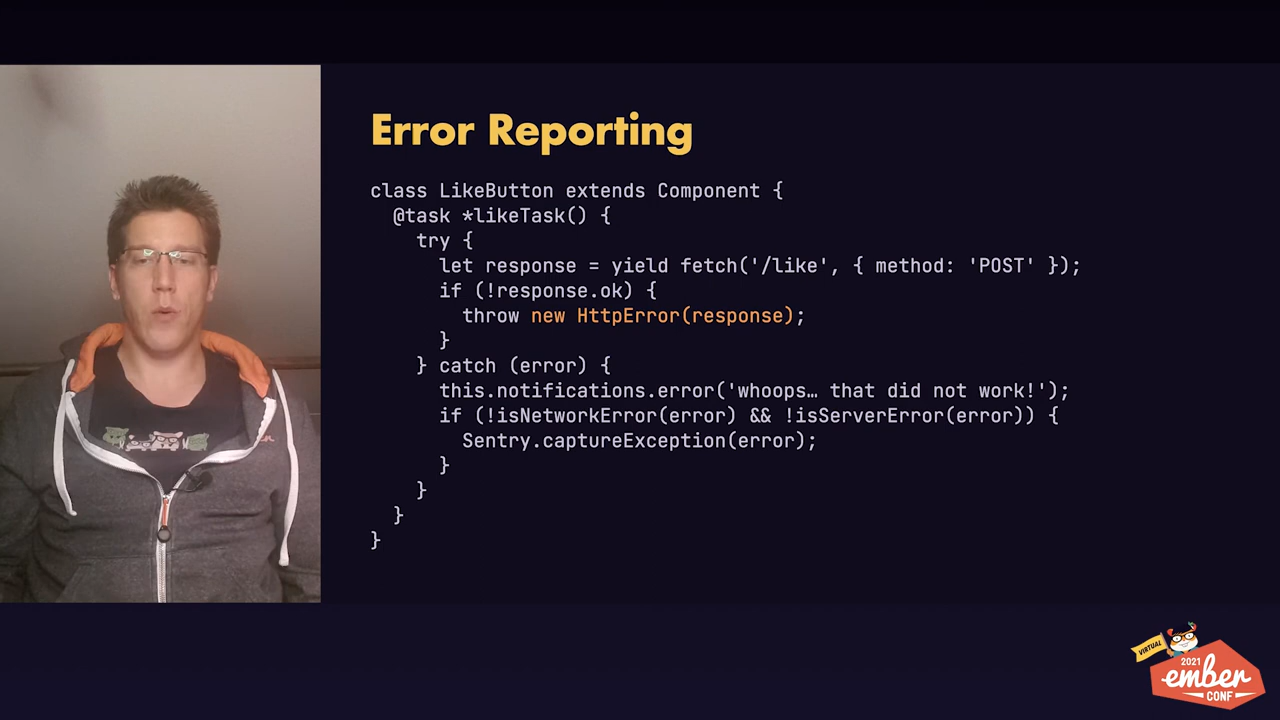 Error Reporting
class LikeButton extends Component {
  @task *likeTask() {
    try {
      let response = yield fetch('/like', { method: 'POST' });
      if (!response.ok) {
        throw new HttpError(response);
      }
    } catch (error) {
      this.notifications.error('whoops… that did not work!');
      if (!isNetworkError(error) && !isServerError(error)) {
        Sentry.captureException(error);
      }
    }
  }
}
VIRTUAL
2021
ember
CONF